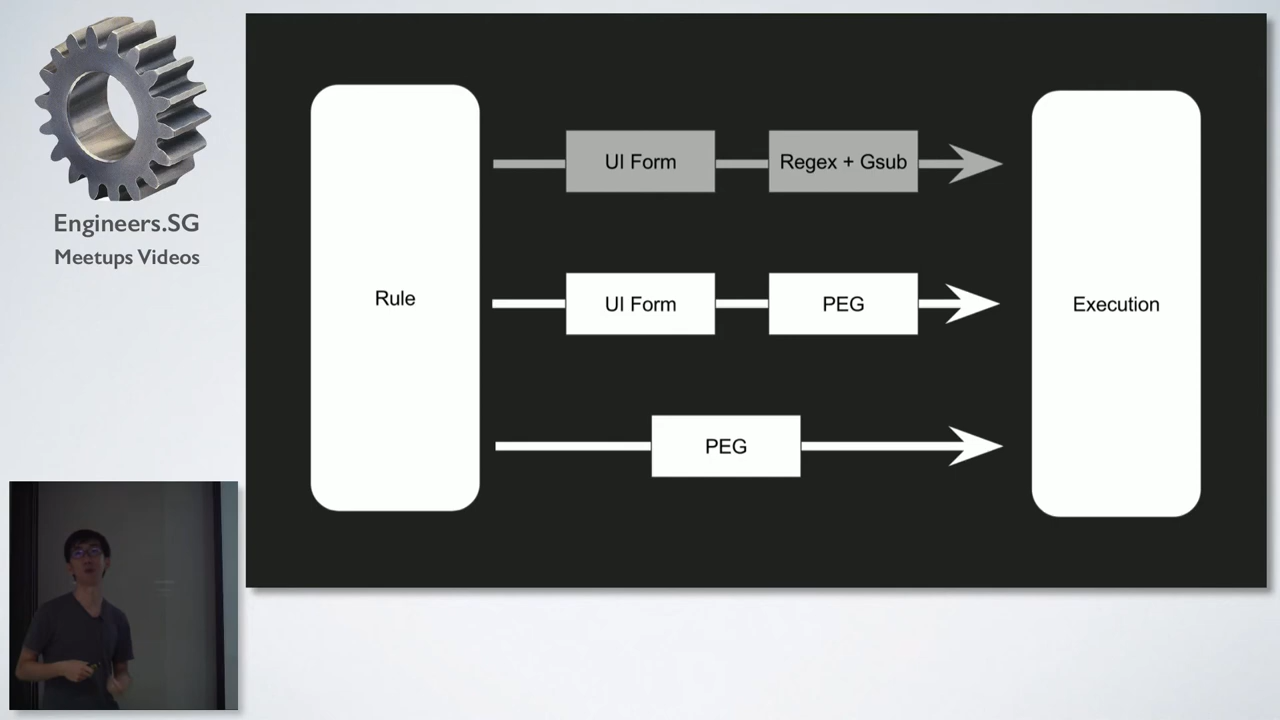 Engineers.SG
Meetups Videos
Rule
UI Form
Regex + Gsub
UI Form
PEG
PEG
Execution